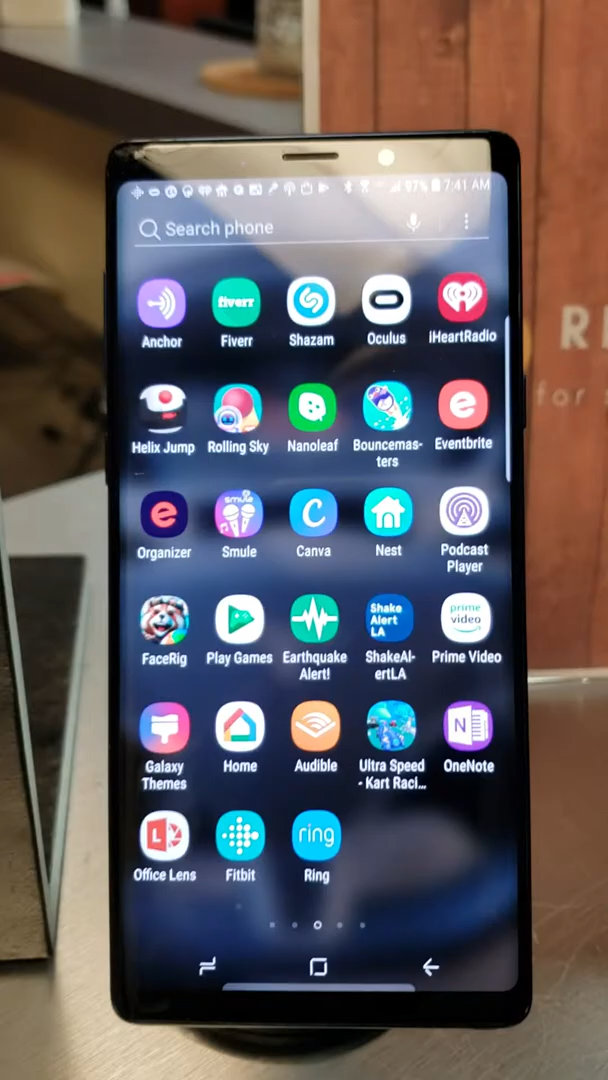 97% 7:41 AM
Search phone
fiverr
Anchor Fiverr Shazam Oculus iHeartRadio
e
Helix Jump Rolling Sky Nanoleaf Bouncemas-
ters Eventbrite
e smule C
Organizer Smule Canva Nest Podcast
Player
Shake
Alert
LA
prime
video
FaceRig Play Games Earthquake
Alert! ShakeAl-
ertLA Prime Video
N
Galaxy
Themes Home Audible Ultra Speed
- Kart Raci... OneNote
L ring
Office Lens Fitbit Ring
for